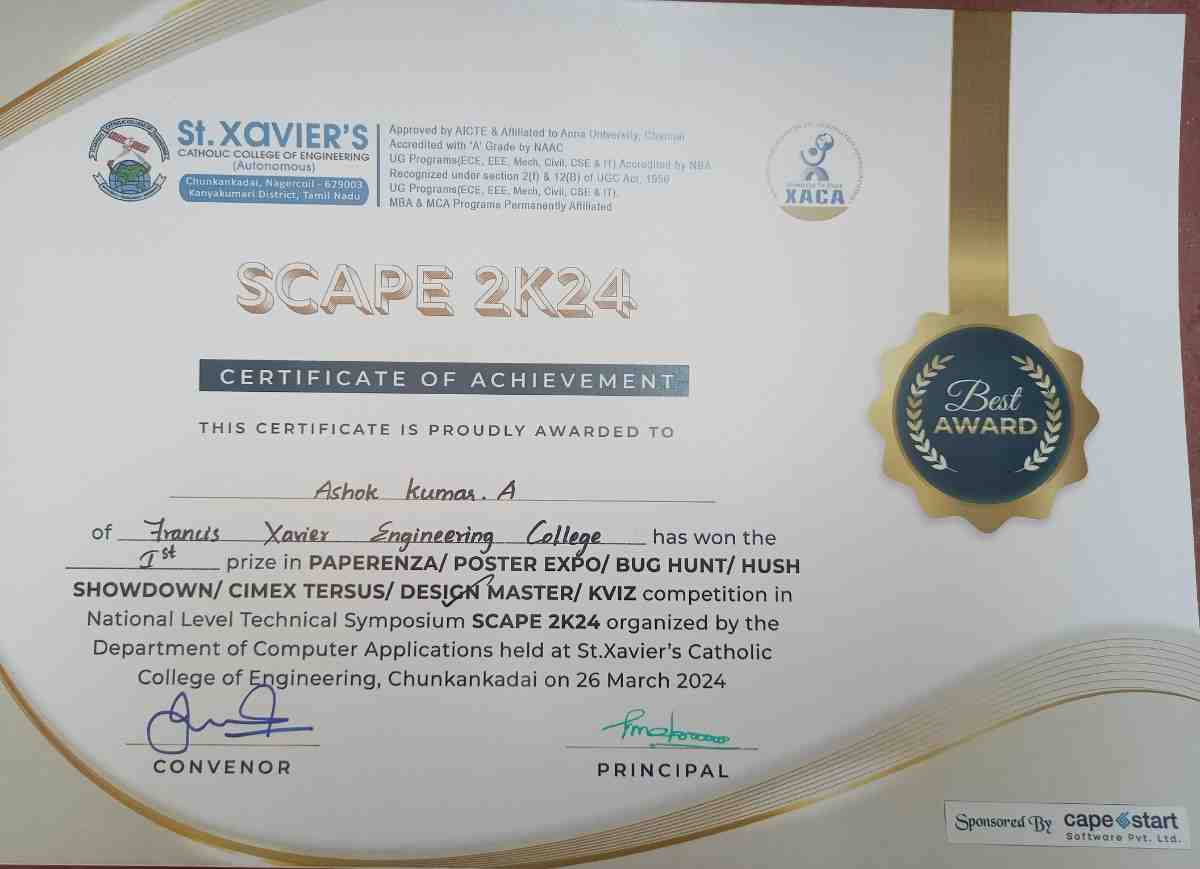 St. XAVIER'S
CATHOLIC COLLEGE OF ENGINEERING
(Autonomous)
Chunkankadai, Nagercoil - 679003
Kanyakumari District, Tamil Nadu
Approved by AICTE & Affiliated to Anna University, Chennai
Accredited with 'A' Grade by NAAC
UG Programs(ECE, EEE, Mech, Civil, CSE & IT) Accredited by NBA
Recognized under section 2(f) & 12(B) of UGC Act, 1956
UG Programs(ECE, EEE, Mech, Civil, CSE & IT).
MBA & MCA Programs Permanently Affiliated
XACA
SCAPE 2K24
CERTIFICATE OF ACHIEVEMENT
THIS CERTIFICATE IS PROUDLY AWARDED TO
Best
AWARD
Ashok Kumar. A
of Francis Xavier Engineering College has won the
Ist prize in PAPERENZA/ POSTER EXPO/ BUG HUNT/ HUSH
SHOWDOWN/ CIMEX TERSUS/ DESIGN MASTER/ KVIZ competition in
National Level Technical Symposium SCAPE 2K24 organized by the
Department of Computer Applications held at St.Xavier's Catholic
College of Engineering, Chunkankadai on 26 March 2024
CONVENOR
PRINCIPAL
Sponsored By capestart
Software Pvt. Ltd.